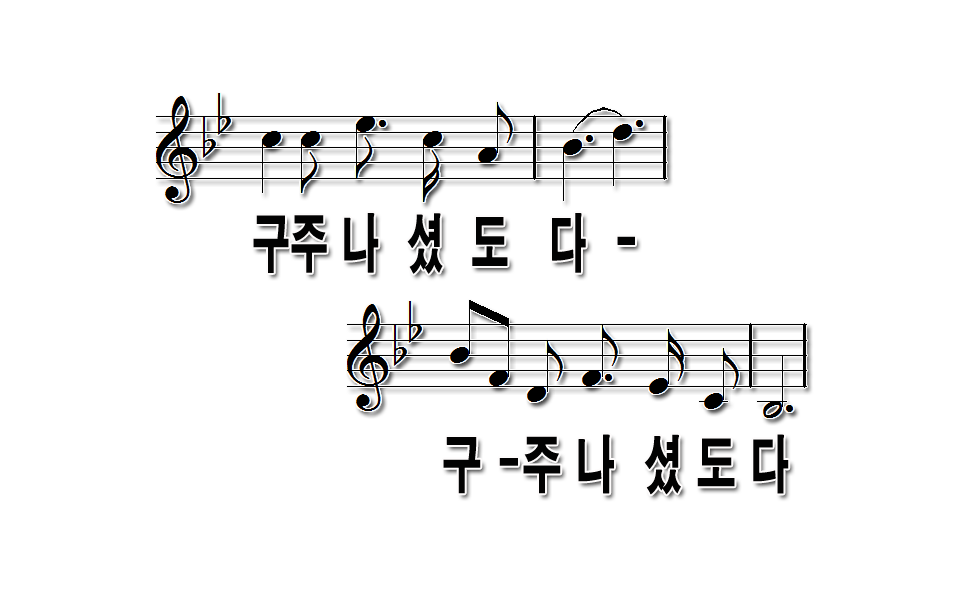 구주 나 셨 도 다 -
구 -주 나 셨 도 다